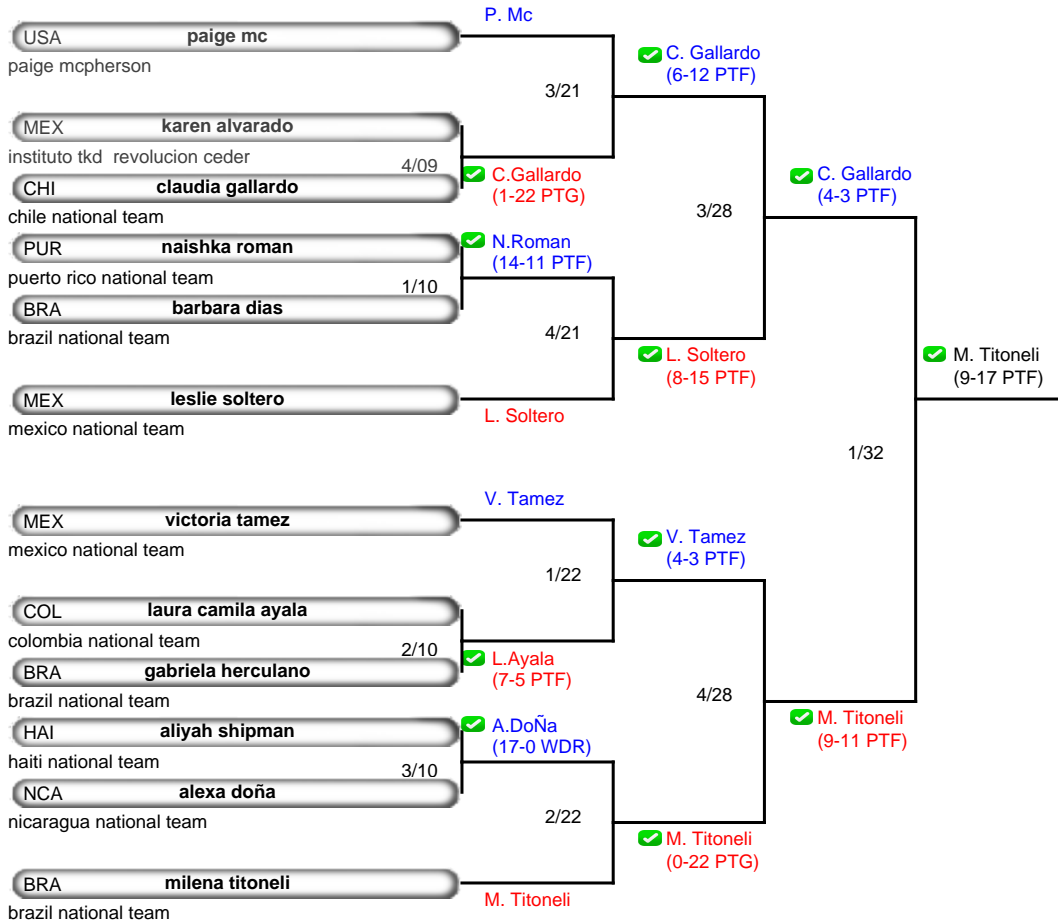 P. Mc
USA paige mc
paige mcpherson
C. Gallardo
(6-12 PTF)
3/21
MEX karen alvarado
instituto tkd revolucion ceder
4/09
CHI claudia gallardo
chile national team
C.Gallardo
(1-22 PTG)
C. Gallardo
(4-3 PTF)
3/28
PUR naishka roman
puerto rico national team
N.Roman
(14-11 PTF)
1/10
BRA barbara dias
brazil national team
4/21
L. Soltero
(8-15 PTF)
M. Titoneli
(9-17 PTF)
MEX leslie soltero
mexico national team
L. Soltero
1/32
V. Tamez
MEX victoria tamez
mexico national team
V. Tamez
(4-3 PTF)
1/22
COL laura camila ayala
colombia national team
2/10
BRA gabriela herculano
brazil national team
L.Ayala
(7-5 PTF)
4/28
HAI aliyah shipman
haiti national team
A.DoÑa
(17-0 WDR)
M. Titoneli
(9-11 PTF)
3/10
NCA alexa doña
nicaragua national team
2/22
M. Titoneli
(0-22 PTG)
BRA milena titoneli
brazil national team
M. Titoneli